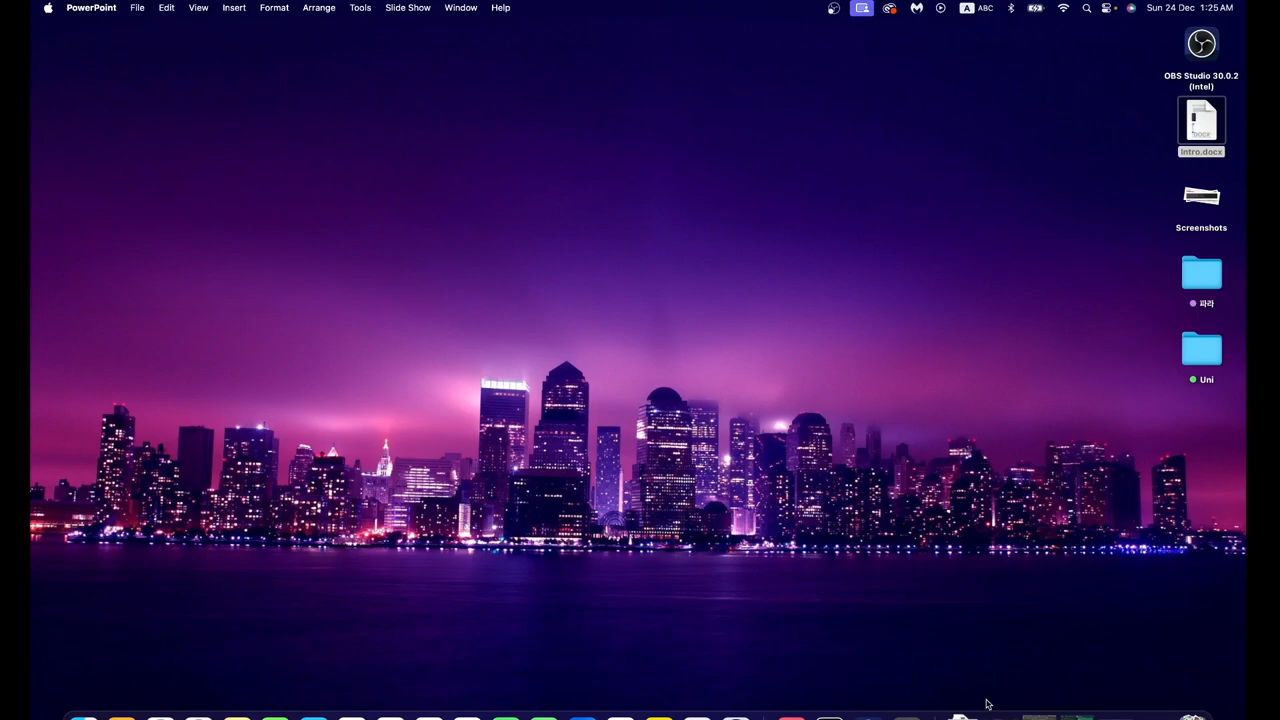 PowerPoint File Edit View Insert Format Arrange Tools Slide Show Window Help A ABC Sun 24 Dec 1:25 AM
OBS Studio 30.0.2
(Intel)
DOCX
Intro.docx
Screenshots
파라
Uni